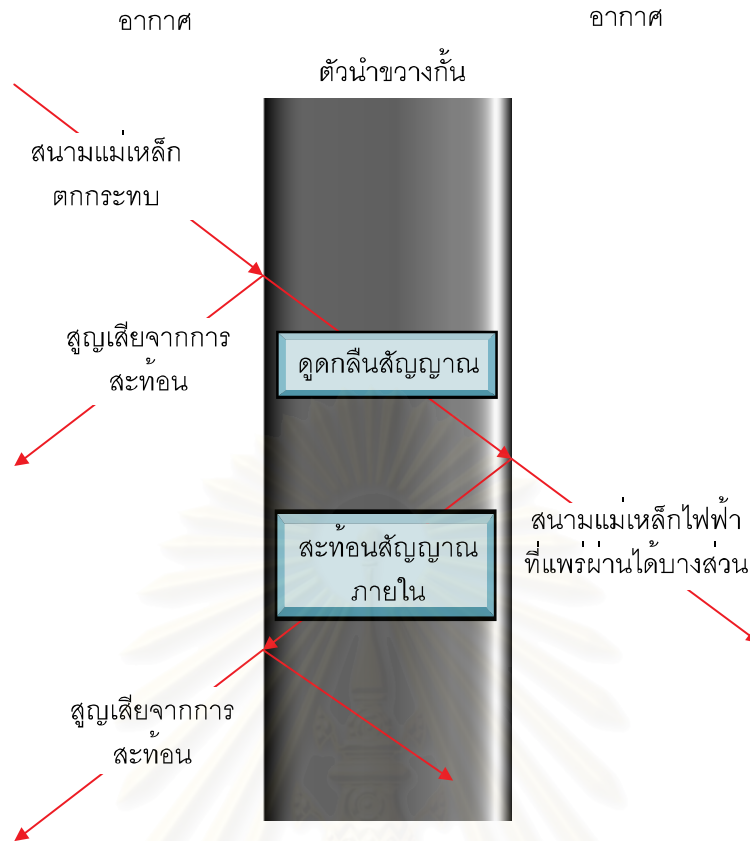 อากาศ
อากาศ
ตัวนำขวางกั้น
สนามแม่เหล็ก
ตกกระทบ
สูญเสียจากการ
สะท้อน
ดูดกลืนสัญญาณ
สะท้อนสัญญาณ
ภายใน
สนามแม่เหล็กไฟฟ้า
ที่แพร่ผ่านได้บางส่วน
สูญเสียจากการ
สะท้อน